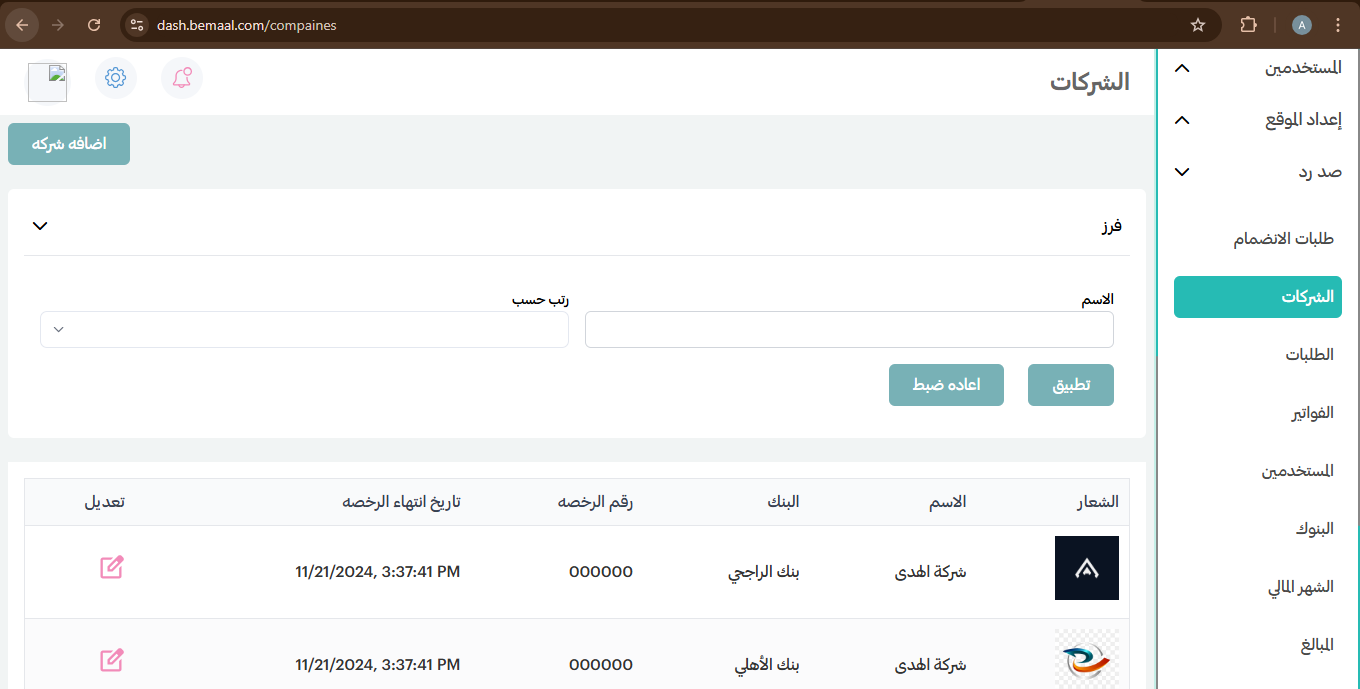 dash.bemaal.com/compaines
A
الشركات
اضافه شركه
فرز
الاسم
رتب حسب
تطبيق
اعاده ضبط
الشعار الاسم البنك رقم الرخصه تاريخ انتهاء الرخصه تعديل
شركة الهدى بنك الراجحي 000000 11/21/2024, 3:37:41 PM
شركة الهدى بنك الأهلي 000000 11/21/2024, 3:37:41 PM
المستخدمين
إعداد الموقع
صد رد
طلبات الانضمام
الشركات
الطلبات
الفواتير
المستخدمين
البنوك
الشهر المالي
المبالغ